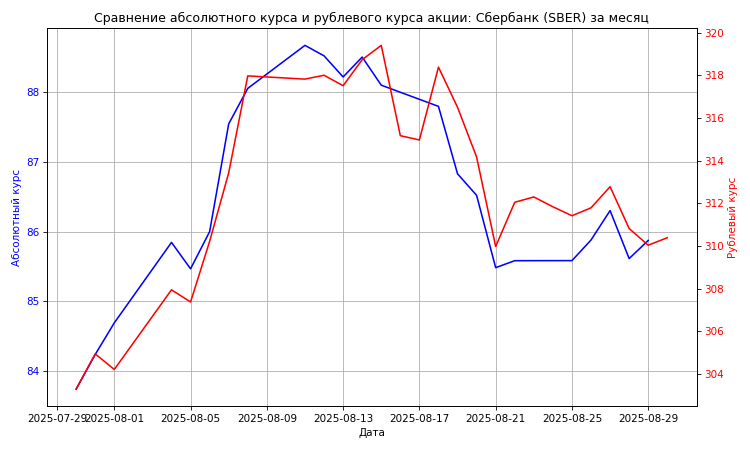 Сравнение абсолютного курса и рублевого курса акции: Сбербанк (SBER) за месяц
Абсолютный курс
88
87
86
85
84
320
318
316
314
312
310
308
306
304
Рублевый курс
2025-07-29 2025-08-01 2025-08-05 2025-08-09 2025-08-13 2025-08-17 2025-08-21 2025-08-25 2025-08-29
Дата